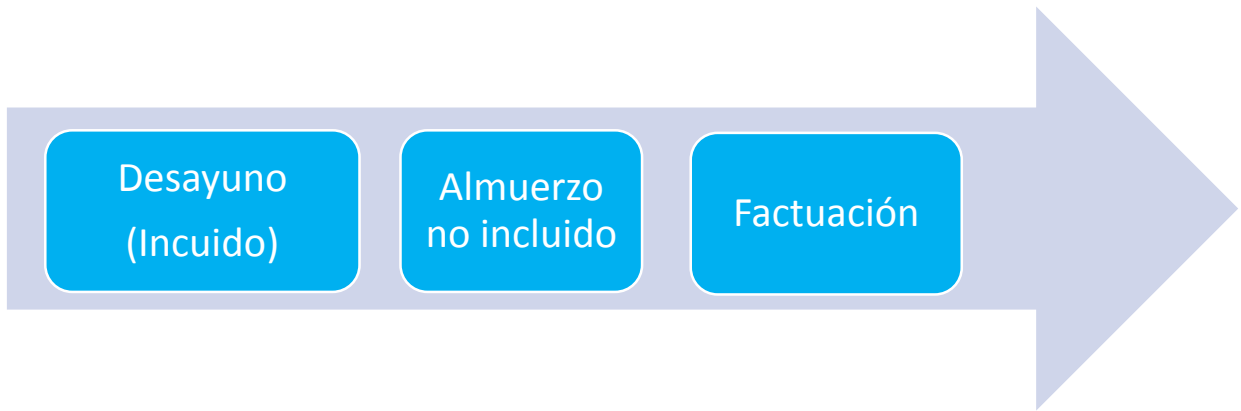 Desayuno
(Incuido)
Almuerzo
no incluido
Factuación